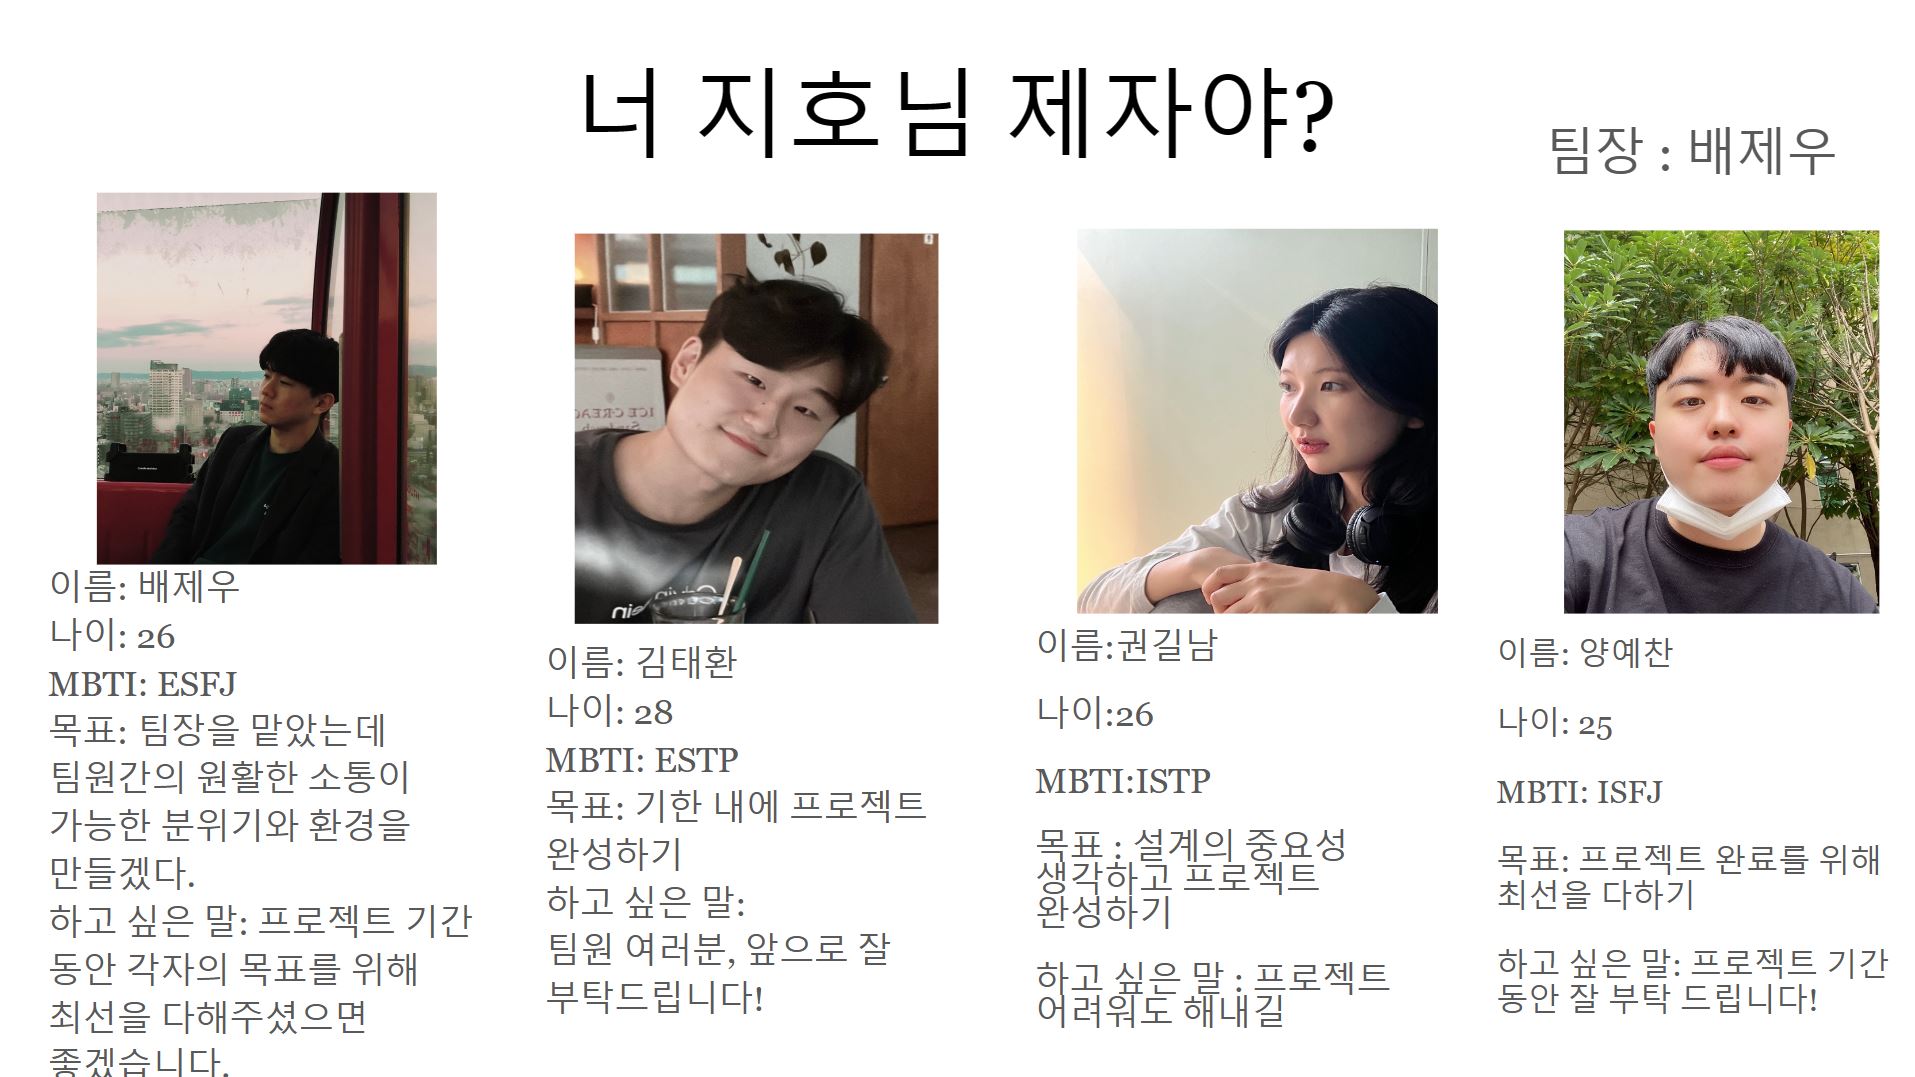 너 지호님 제자야?
팀장 : 배제우
이름: 배제우
나이: 26
MBTI: ESFJ
목표: 팀장을 맡았는데
팀원간의 원활한 소통이
가능한 분위기와 환경을
만들겠다.
하고 싶은 말: 프로젝트 기간
동안 각자의 목표를 위해
최선을 다해주셨으면
좋겠습니다.
이름: 김태환
나이: 28
MBTI: ESTP
목표: 기한 내에 프로젝트
완성하기
하고 싶은 말:
팀원 여러분, 앞으로 잘
부탁드립니다!
이름:권길남
나이:26
MBTI:ISTP
목표 : 설계의 중요성
생각하고 프로젝트
완성하기
하고 싶은 말 : 프로젝트
어려워도 해내길
이름: 양예찬
나이: 25
MBTI: ISFJ
목표: 프로젝트 완료를 위해
최선을 다하기
하고 싶은 말: 프로젝트 기간
동안 잘 부탁 드립니다!